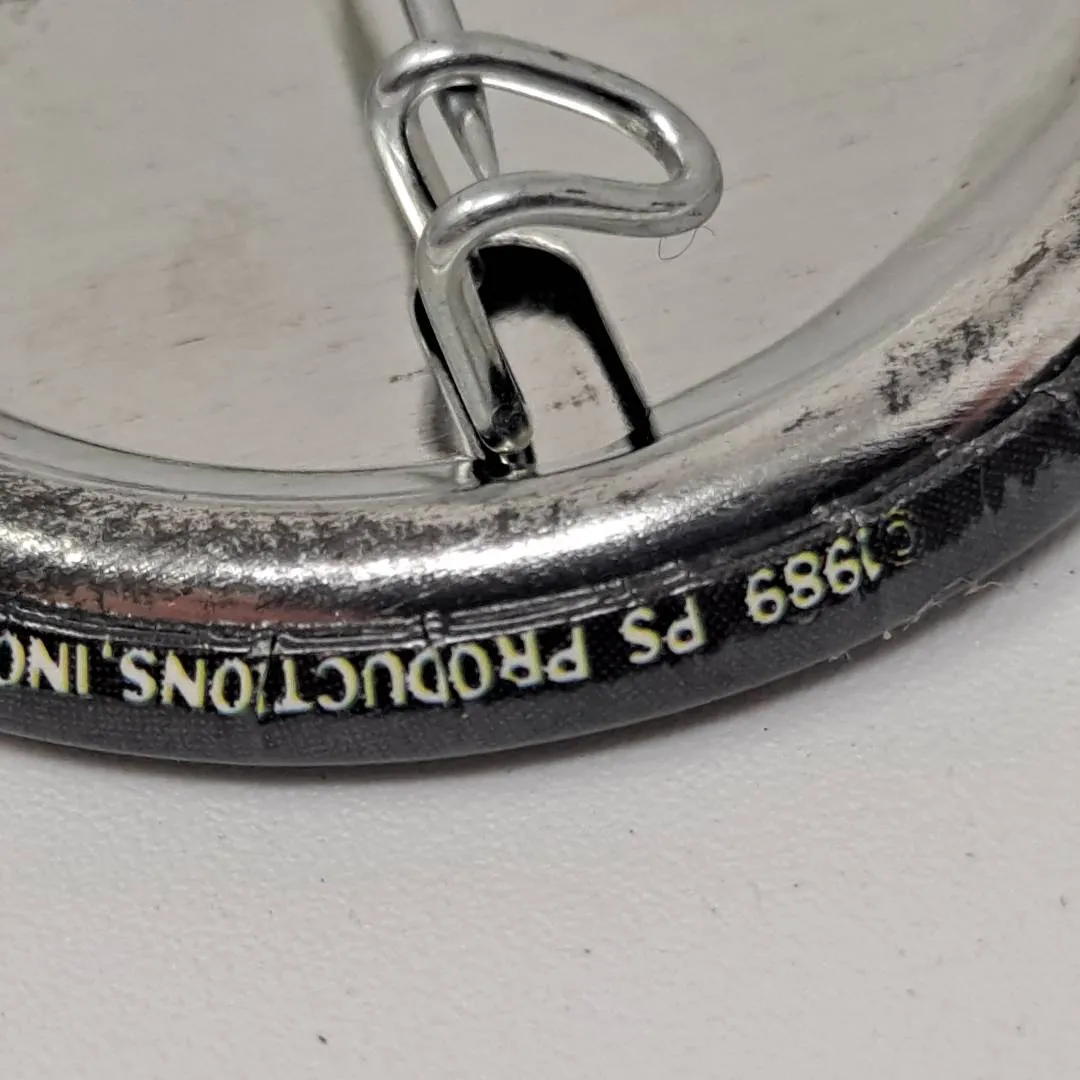 ©1989 PS PRODUCTIONS, INC